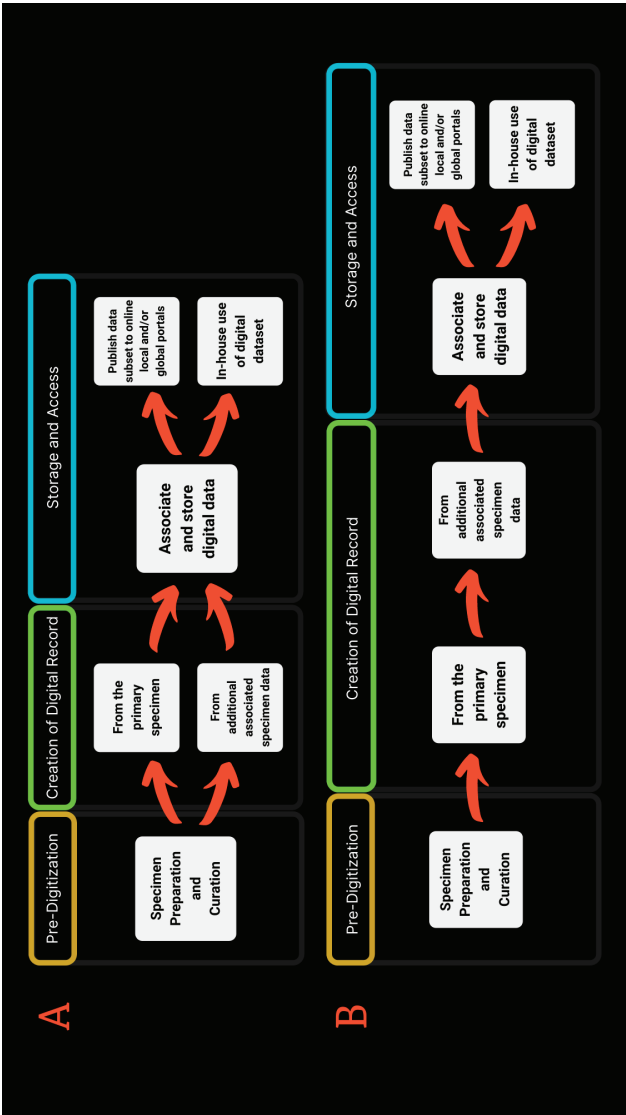 A
Pre-Digitization
Creation of Digital Record
Storage and Access
Specimen
Preparation
and
Curation
From the
primary
specimen
From
additional
associated
specimen data
Associate
and store
digital data
Publish data
subset to online
local and/or
global portals
In-house use
of digital
dataset
B
Pre-Digitization
Creation of Digital Record
Storage and Access
Specimen
Preparation
and
Curation
From the
primary
specimen
From
additional
associated
specimen
data
Associate
and store
digital data
Publish data
subset to online
local and/or
global portals
In-house use
of digital
dataset